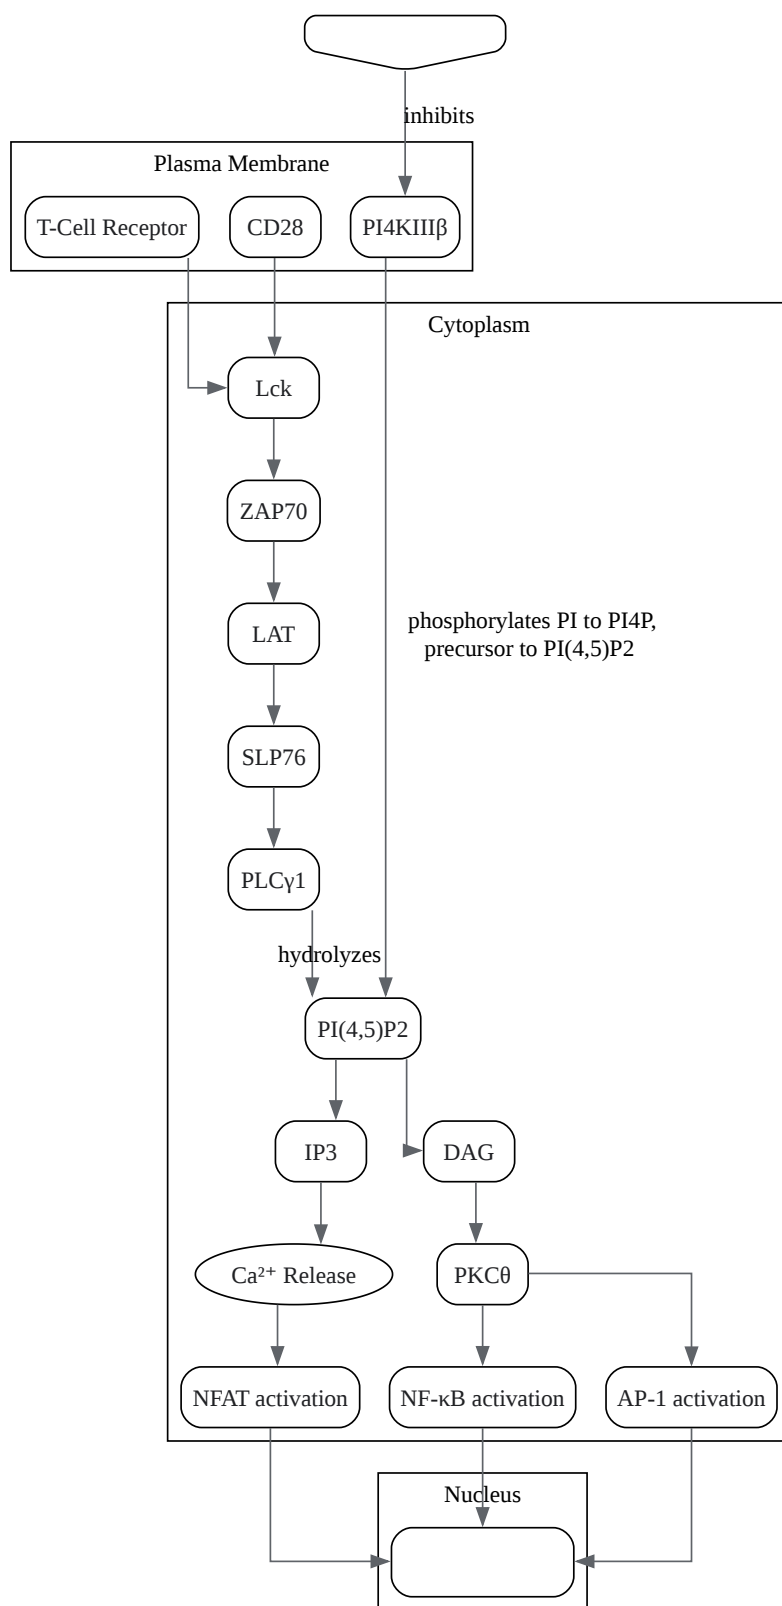 inhibits
Plasma Membrane
T-Cell Receptor
CD28
PI4KIIIβ
Cytoplasm
Lck
ZAP70
phosphorylates PI to PI4P,
precursor to PI(4,5)P2
LAT
SLP76
PLCγ1
hydrolyzes
PI(4,5)P2
IP3
DAG
Ca²⁺ Release
PKCθ
NFAT activation
NF-κB activation
AP-1 activation
Nucleus